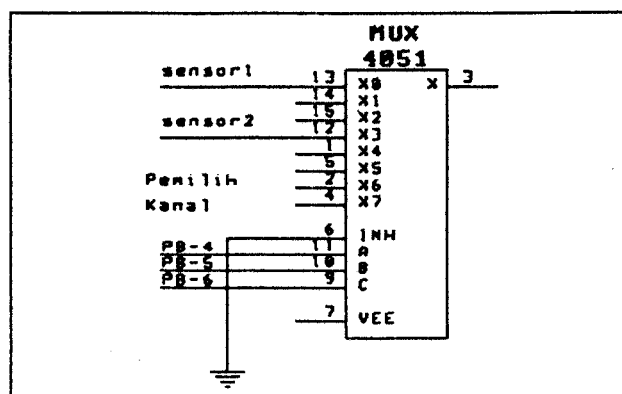 MUX
4051
sensor1 13 X0 X 3
14 X1
15 X2
sensor2 12 X3
1 X4
5 X5
Pemilih 2 X6
Kanal 4 X7
6 INH
PB-4 11 A
PB-5 10 B
PB-6 9 C
7 VEE